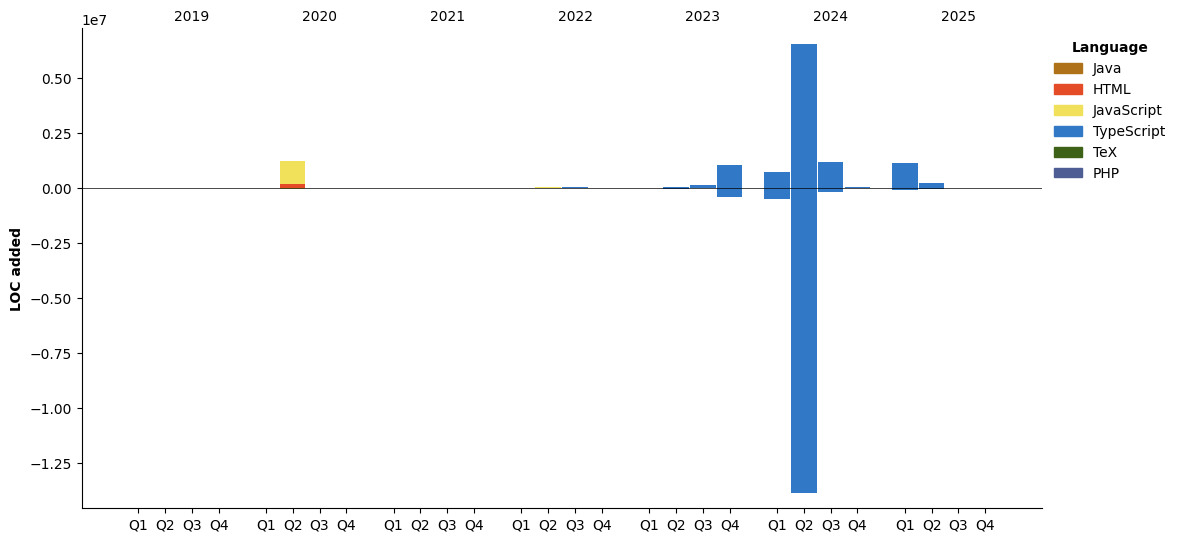 2019 2020 2021 2022 2023 2024 2025
1e7
Language
Java
HTML
JavaScript
TypeScript
TeX
PHP
0.50
0.25
0.00
−0.25
−0.50
−0.75
−1.00
−1.25
LOC added
Q1 Q2 Q3 Q4 Q1 Q2 Q3 Q4 Q1 Q2 Q3 Q4 Q1 Q2 Q3 Q4 Q1 Q2 Q3 Q4 Q1 Q2 Q3 Q4 Q1 Q2 Q3 Q4